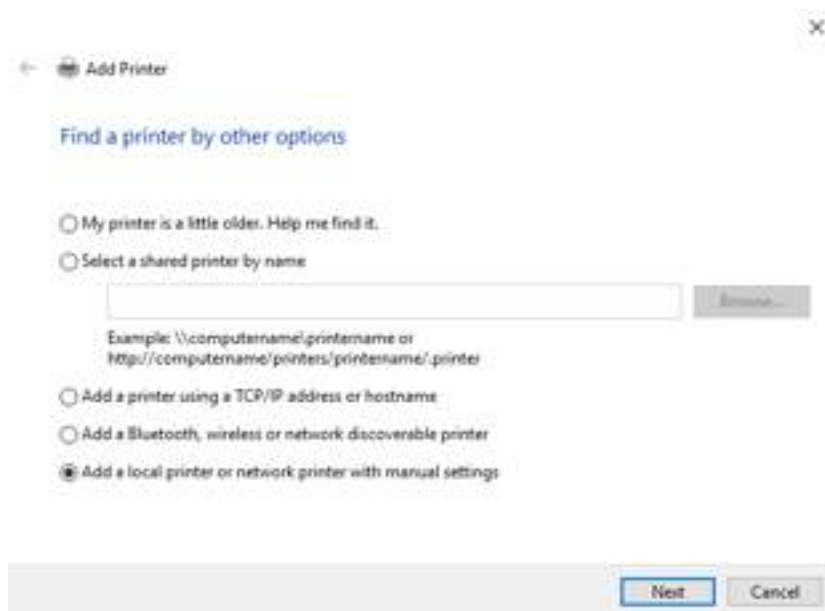 Add Printer
Find a printer by other options
My printer is a little older. Help me find it.
Select a shared printer by name
Browse...
Example: \\computername\printername or
http://computername/printers/printername/.printer
Add a printer using a TCP/IP address or hostname
Add a Bluetooth, wireless or network discoverable printer
Add a local printer or network printer with manual settings
Next
Cancel